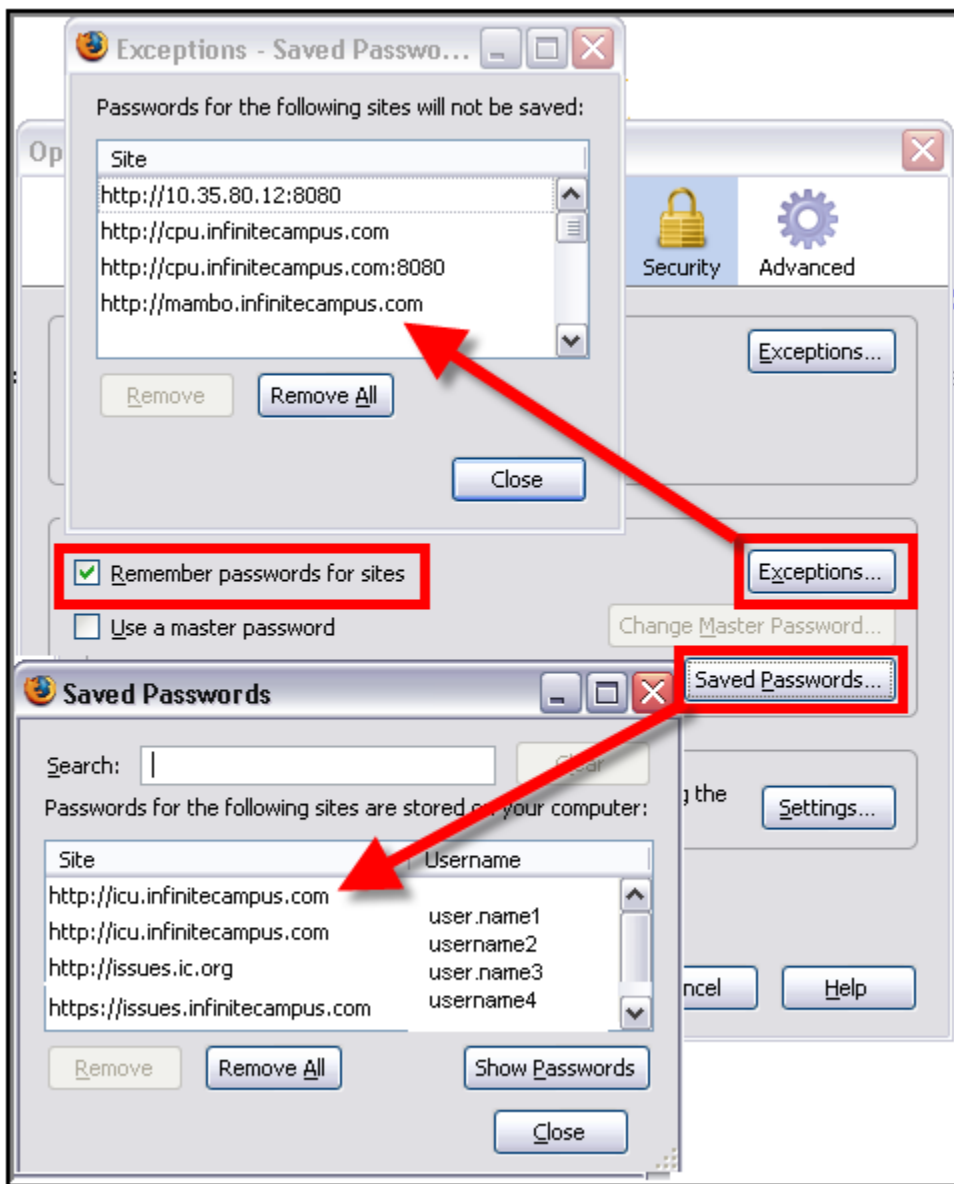 Exceptions - Saved Passwo...
Passwords for the following sites will not be saved:
Site
http://10.35.80.12:8080
http://cpu.infinitecampus.com
http://cpu.infinitecampus.com:8080
http://mambo.infinitecampus.com
Remove
Remove All
Close
Op
Security
Advanced
Exceptions...
Remember passwords for sites
Exceptions...
Use a master password
Change Master Password...
Saved Passwords...
Saved Passwords
Search:
Clear
Passwords for the following sites are stored on your computer:
Site
Username
http://icu.infinitecampus.com
user.name1
http://icu.infinitecampus.com
username2
http://issues.ic.org
user.name3
https://issues.infinitecampus.com
username4
Remove
Remove All
Show Passwords
Close
g the
Settings...
ncel
Help